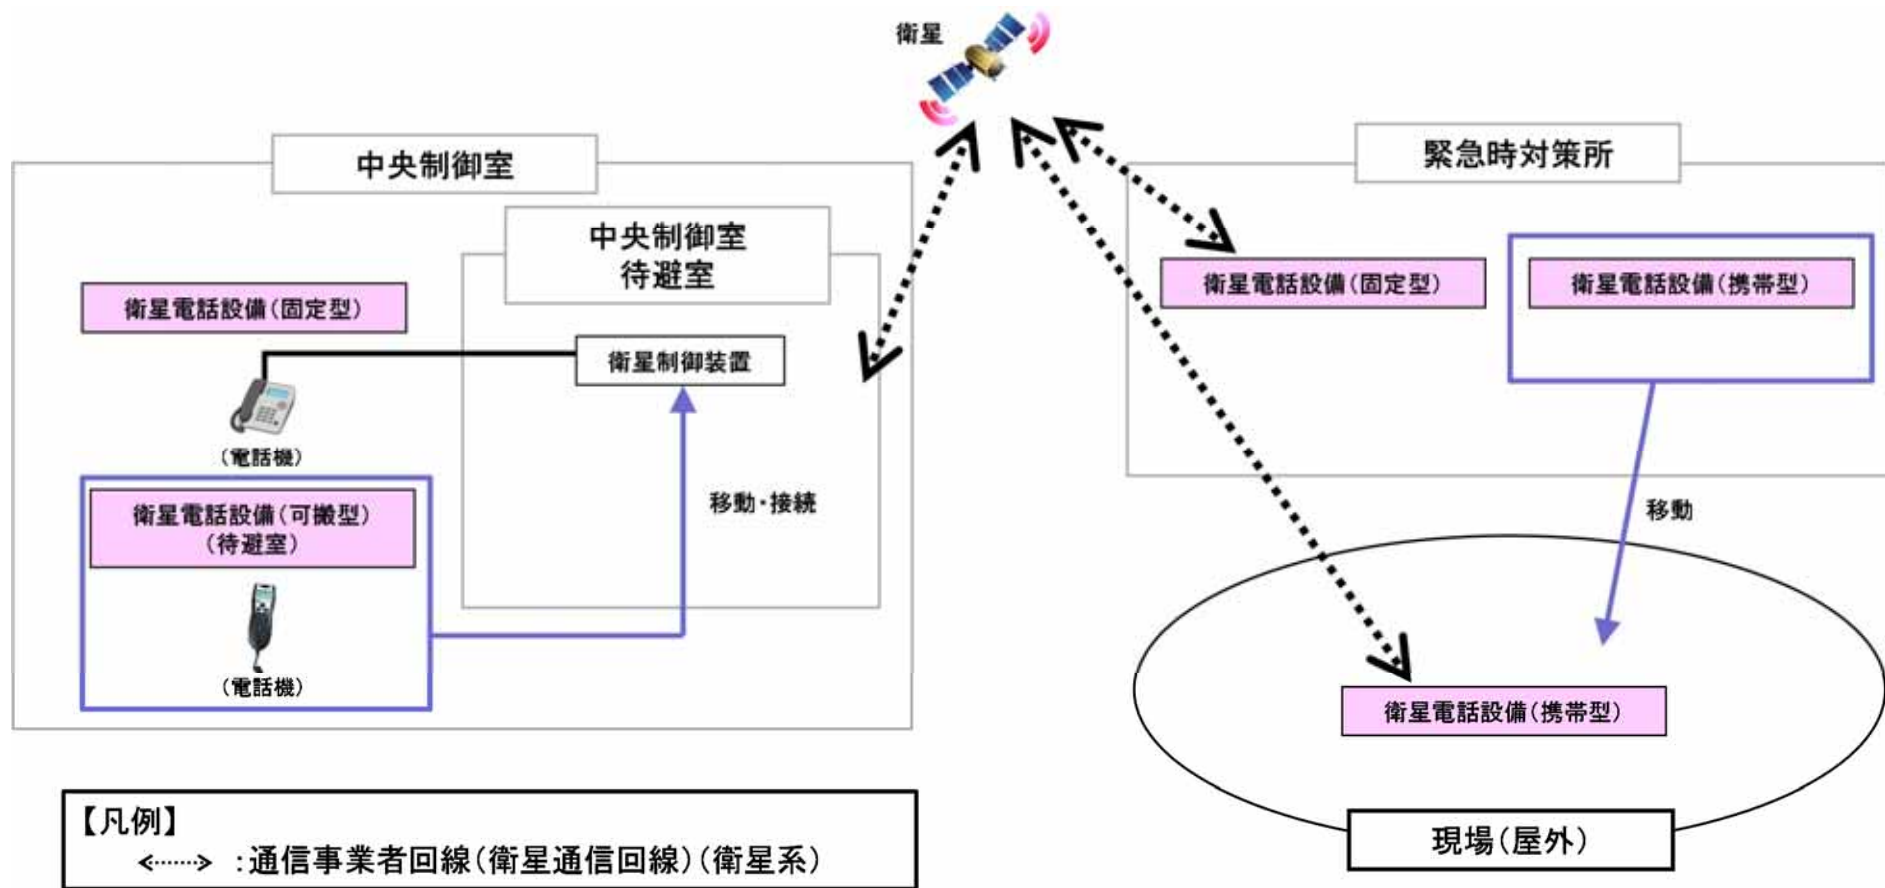 衛星
中央制御室
中央制御室
待避室
衛星電話設備(固定型)
衛星制御装置
(電話機)
衛星電話設備(可搬型)
(待避室)
(電話機)
移動・接続
緊急時対策所
衛星電話設備(固定型)
衛星電話設備(携帯型)
移動
衛星電話設備(携帯型)
現場(屋外)
【凡例】
:通信事業者回線(衛星通信回線)(衛星系)